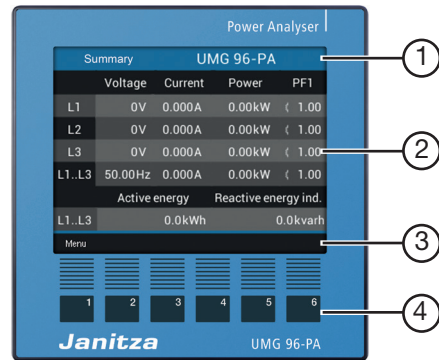 Power Analyser
Summary UMG 96-PA
Voltage Current Power PF1
L1 0V 0.000A 0.00kW ( 1.00
L2 0V 0.000A 0.00kW ( 1.00
L3 0V 0.000A 0.00kW ( 1.00
L1..L3 50.00Hz 0.000A 0.00kW ( 1.00
Active energy Reactive energy ind.
L1..L3 0.0kWh 0.0kvarh
Menu
1 2 3 4 5 6
Janitza UMG 96-PA
1
2
3
4